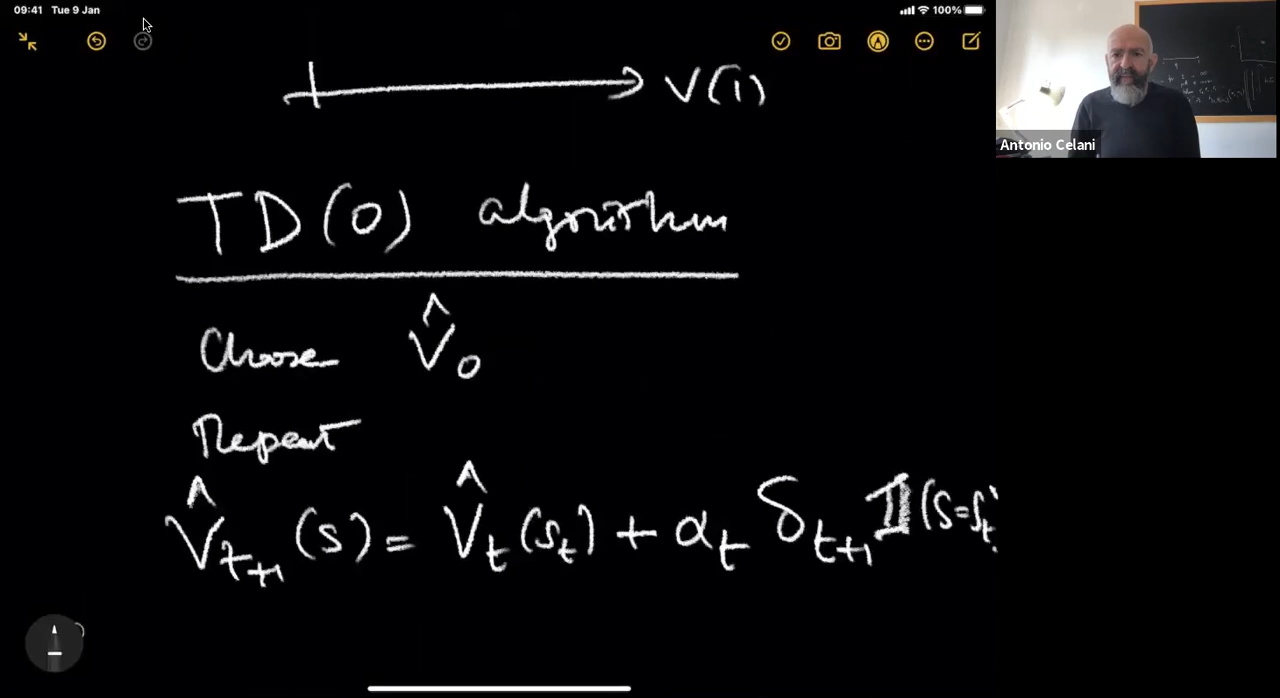 09:41 Tue 9 Jan 100%
V(1)
TD(0) algorithm
Choose V̂₀
Repeat
V̂ₜ₊₁(s) = V̂ₜ(sₜ) + αₜ δₜ₊₁ 𝕀(s=sₜ
Antonio Celani